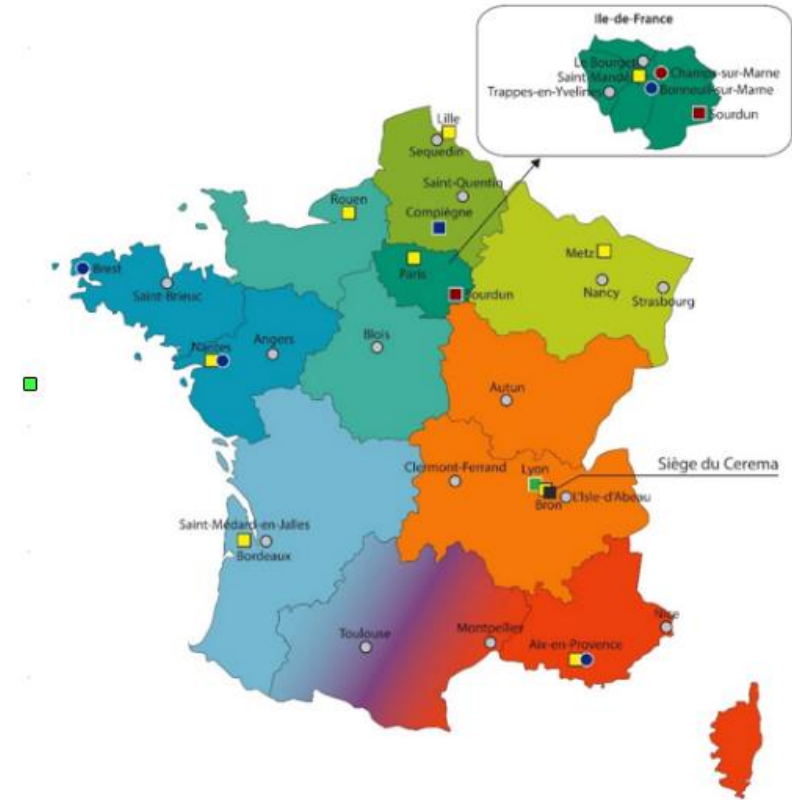 Ile-de-France
Le Bourget
Saint-Mandé
Champs-sur-Marne
Trappes-en-Yvelines
Bonneuil-sur-Marne
Sourdun
Lille
Sequedin
Saint-Quentin
Rouen
Compiègne
Metz
Paris
Brest
Nancy
Saint-Brieuc
Sourdun
Strasbourg
Nantes
Angers
Blois
Autun
Siège du Cerema
Clermont-Ferrand
Lyon
L'Isle-d'Abeau
Bron
Saint-Médard-en-Jalles
Bordeaux
Nice
Toulouse
Montpellier
Aix-en-Provence